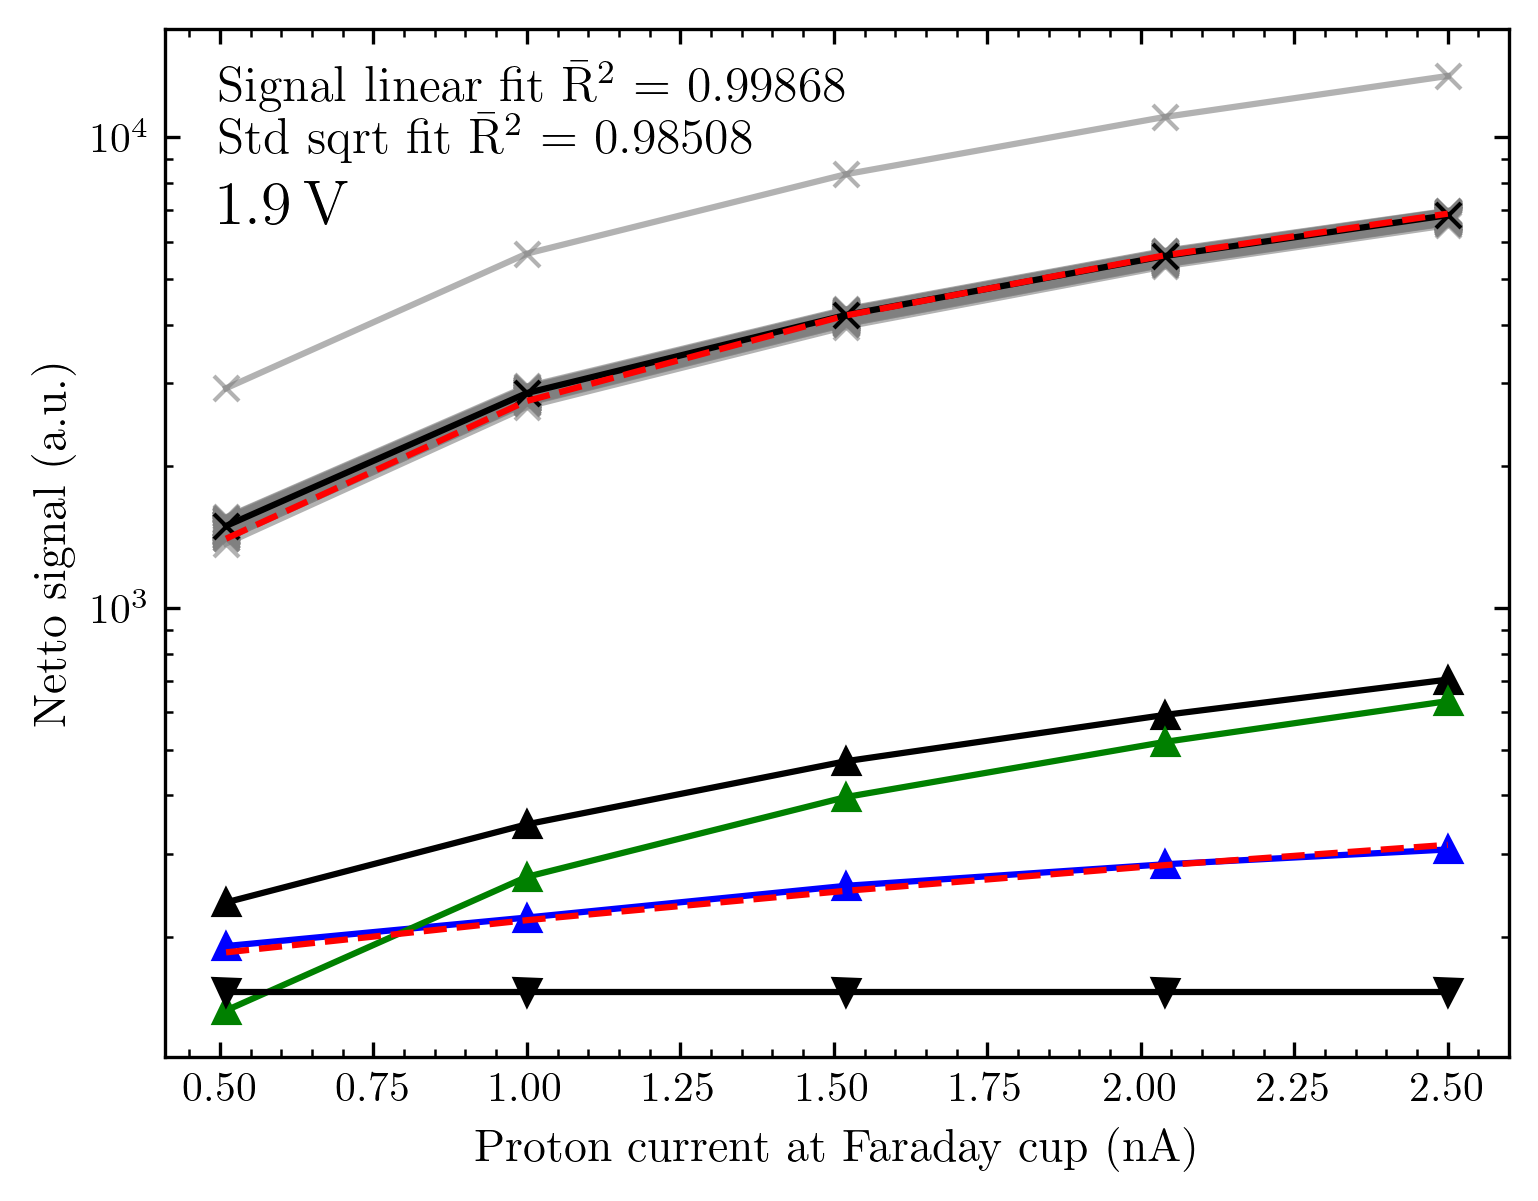 Signal linear fit R̄² = 0.99868
Std sqrt fit R̄² = 0.98508
1.9 V
10⁴
10³
Netto signal (a.u.)
0.50 0.75 1.00 1.25 1.50 1.75 2.00 2.25 2.50
Proton current at Faraday cup (nA)